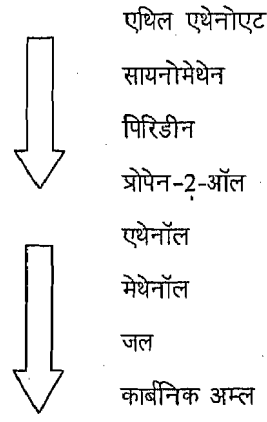 एथिल एथेनोएट
सायनोमेथेन
पिरिडीन
प्रोपेन-2-ऑल
एथेनॉल
मेथेनॉल
जल
कार्बनिक अम्ल